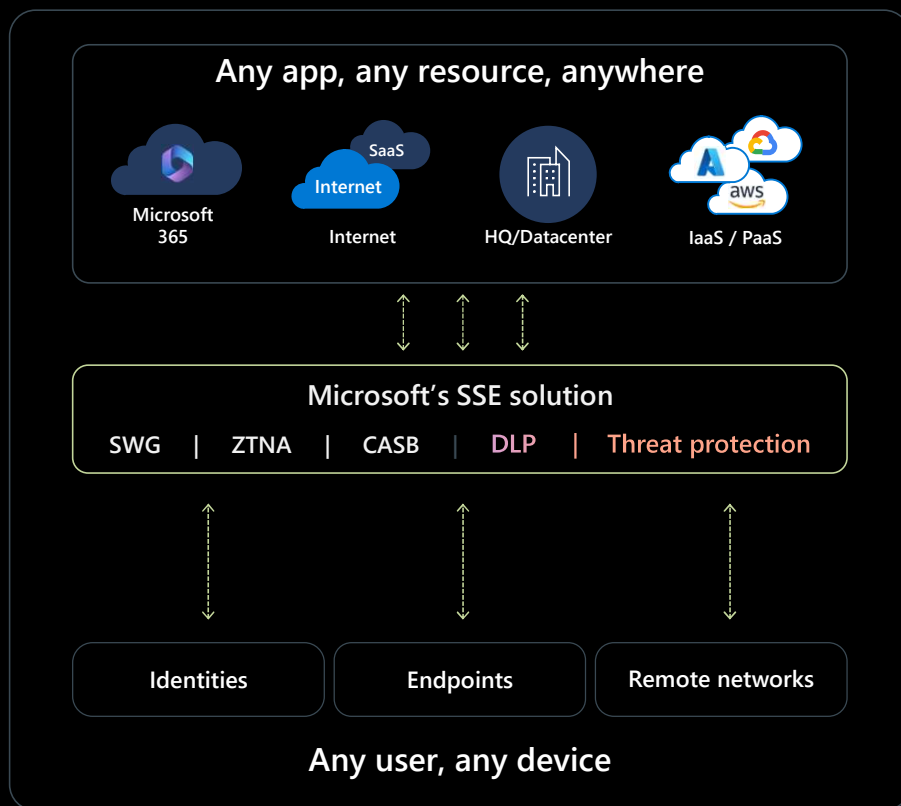 Any app, any resource, anywhere
SaaS
Internet
aws
Microsoft
365
Internet
HQ/Datacenter
IaaS / PaaS
Microsoft’s SSE solution
SWG | ZTNA | CASB | DLP | Threat protection
Identities
Endpoints
Remote networks
Any user, any device